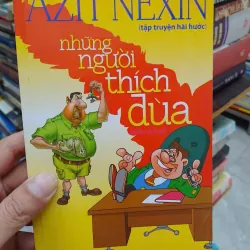 AZIT NEXIN
(tập truyện hài hước)
những
người
thích
đùa